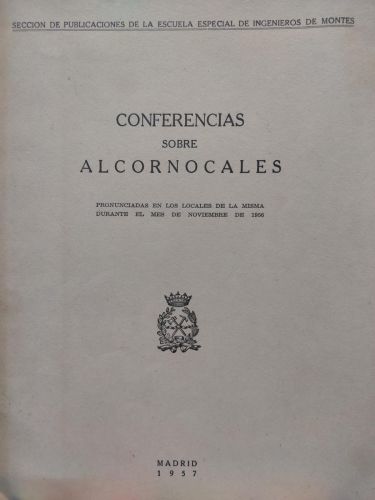 SECCION DE PUBLICACIONES DE LA ESCUELA ESPECIAL DE INGENIEROS DE MONTES
CONFERENCIAS
SOBRE
ALCORNOCALES
PRONUNCIADAS EN LOS LOCALES DE LA MISMA
DURANTE EL MES DE NOVIEMBRE DE 1956
MADRID
1957